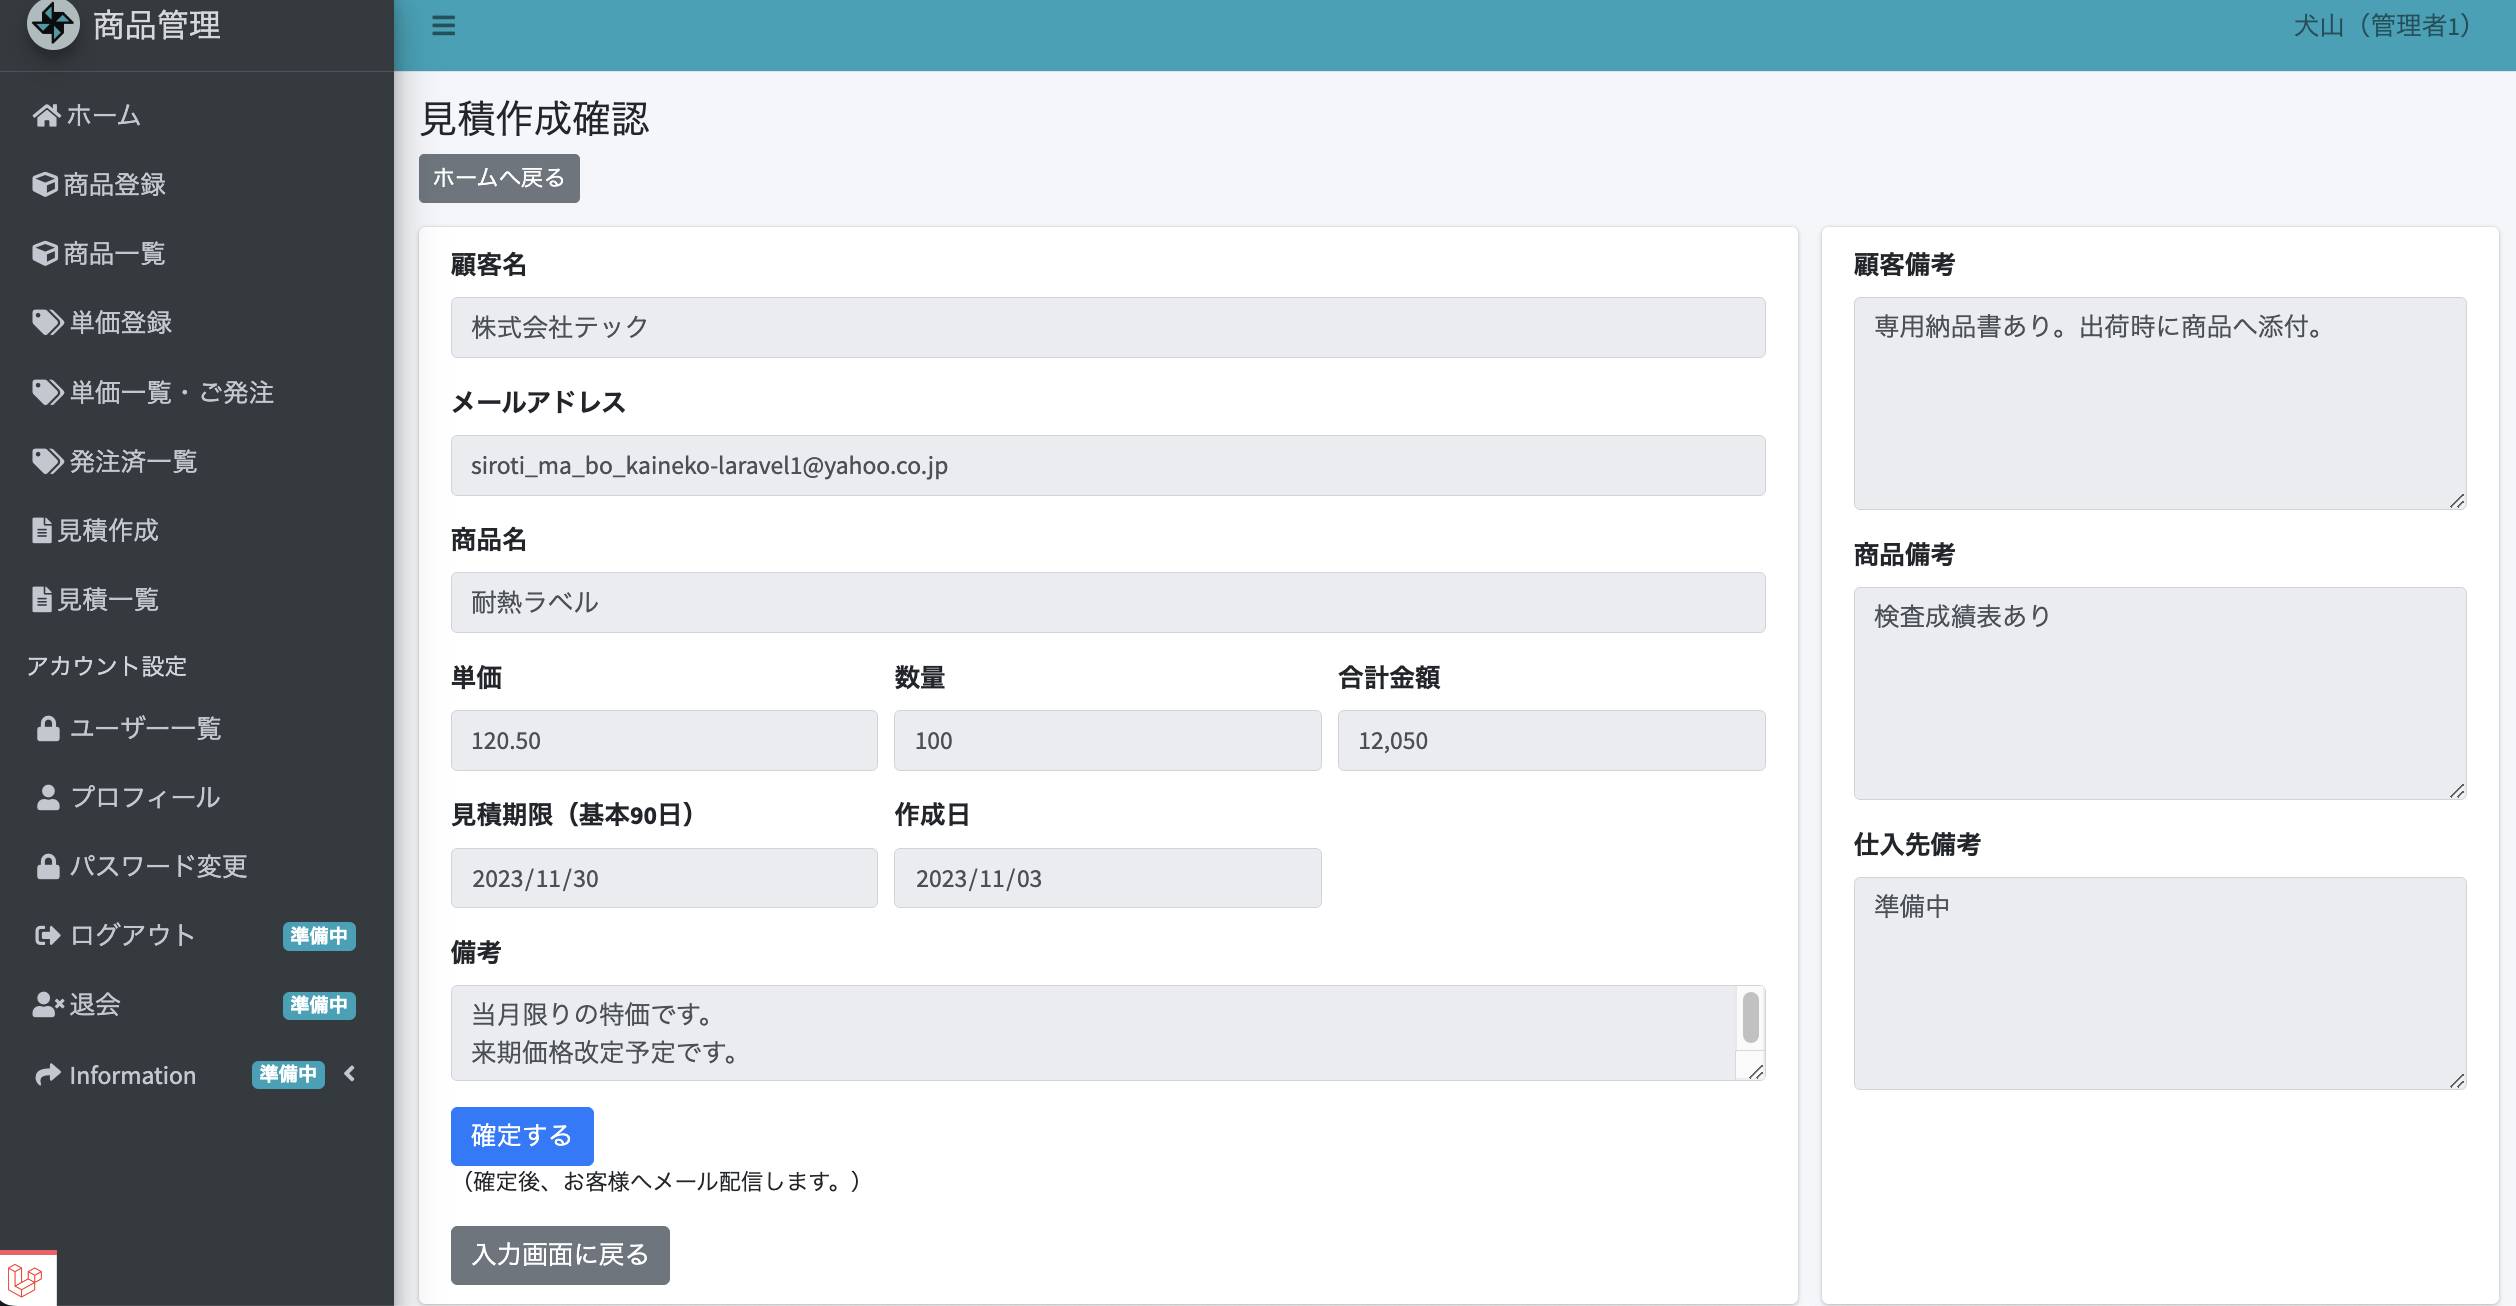 商品管理
犬山（管理者1）
ホーム
商品登録
商品一覧
単価登録
単価一覧・ご発注
発注済一覧
見積作成
見積一覧
アカウント設定
ユーザー一覧
プロフィール
パスワード変更
ログアウト 準備中
退会 準備中
Information 準備中
見積作成確認
ホームへ戻る
顧客名
株式会社テック
メールアドレス
siroti_ma_bo_kaineko-laravel1@yahoo.co.jp
商品名
耐熱ラベル
単価 数量 合計金額
120.50 100 12,050
見積期限（基本90日） 作成日
2023/11/30 2023/11/03
備考
当月限りの特価です。
来期価格改定予定です。
確定する
（確定後、お客様へメール配信します。）
入力画面に戻る
顧客備考
専用納品書あり。出荷時に商品へ添付。
商品備考
検査成績表あり
仕入先備考
準備中